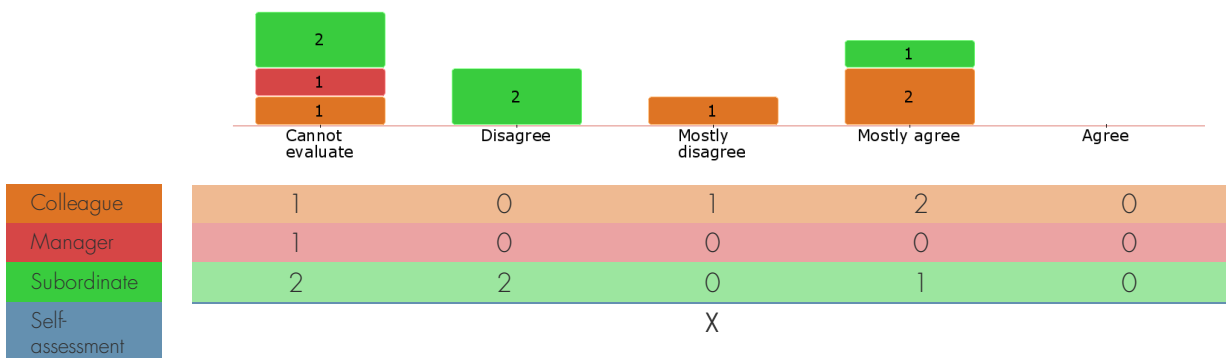 2
1
1
2
1
1
2
Cannot
evaluate
Disagree
Mostly
disagree
Mostly agree
Agree
Colleague 1 0 1 2 0
Manager 1 0 0 0 0
Subordinate 2 2 0 1 0
Self-
assessment
X